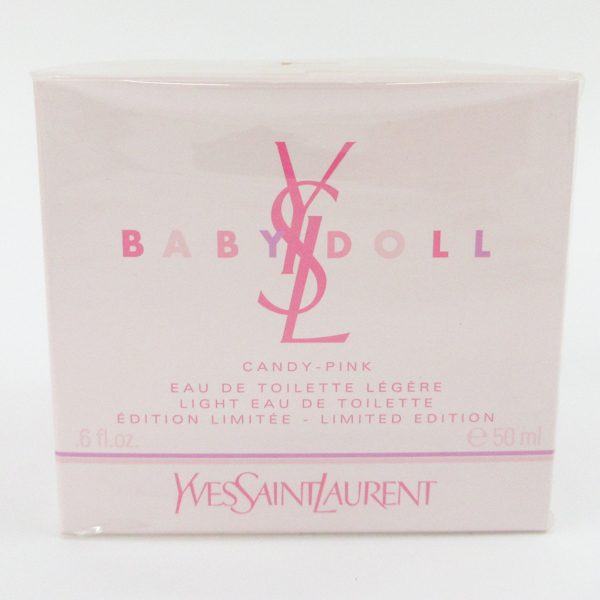 YSL
BABY DOLL
CANDY-PINK
EAU DE TOILETTE LÉGÈRE
LIGHT EAU DE TOILETTE
ÉDITION LIMITÉE - LIMITED EDITION
.6 fl.oz. ℮ 50 ml
YVESSAINTLAURENT